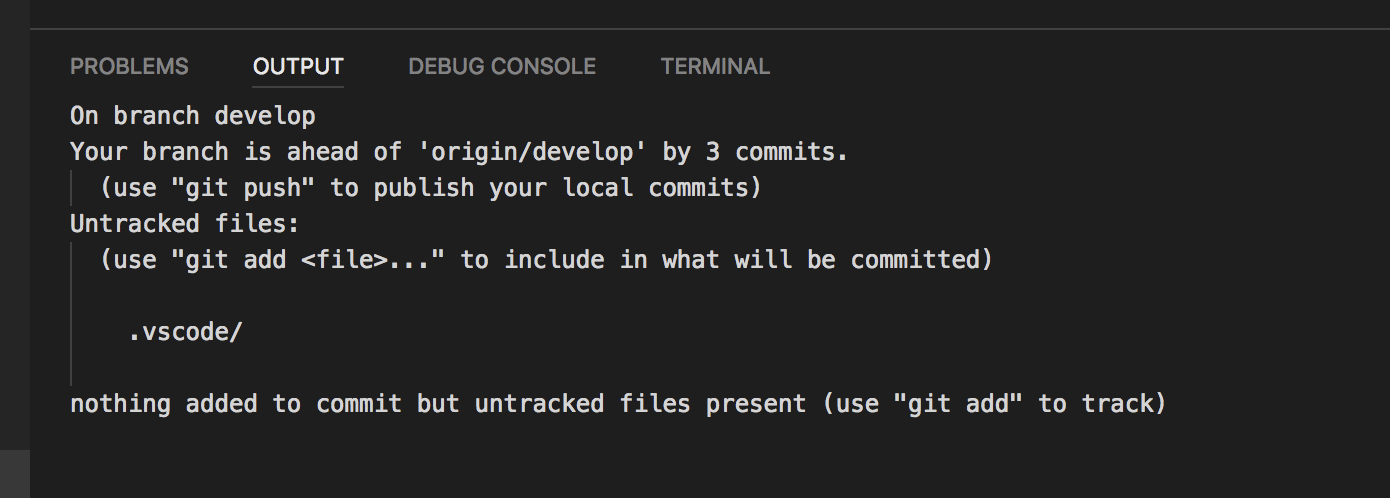 PROBLEMS OUTPUT DEBUG CONSOLE TERMINAL
On branch develop
Your branch is ahead of 'origin/develop' by 3 commits.
(use "git push" to publish your local commits)
Untracked files:
(use "git add <file>..." to include in what will be committed)
.vscode/
nothing added to commit but untracked files present (use "git add" to track)